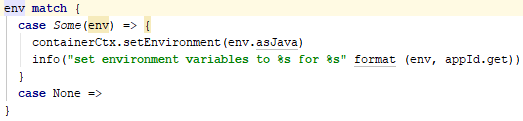 env match {
case Some(env) => {
containerCtx.setEnvironment(env.asJava)
info("set environment variables to %s for %s" format (env, appId.get))
}
case None =>
}